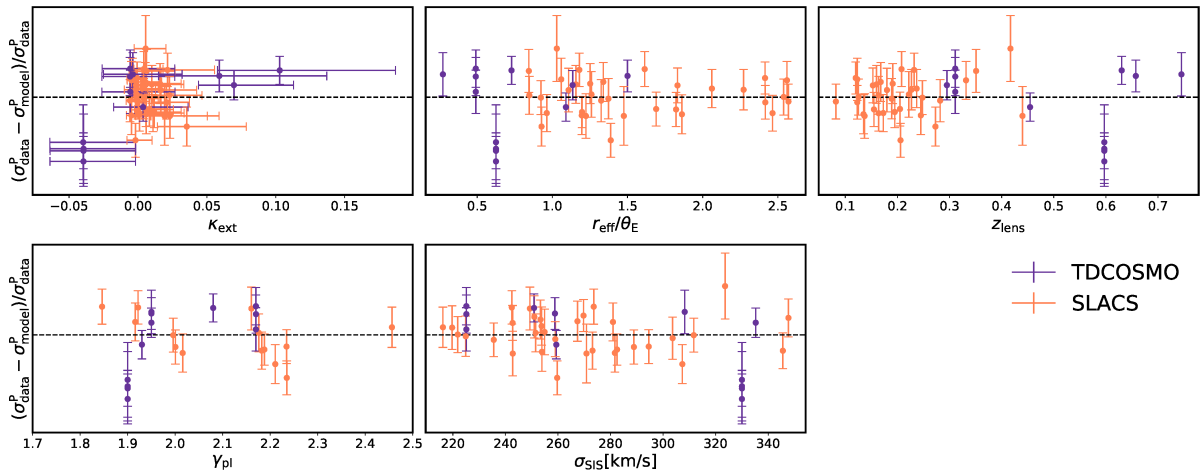 (σ^P_data − σ^P_model)/σ^P_data
−0.05 0.00 0.05 0.10 0.15
κ_ext
0.5 1.0 1.5 2.0 2.5
r_eff/θ_E
0.1 0.2 0.3 0.4 0.5 0.6 0.7
z_lens
(σ^P_data − σ^P_model)/σ^P_data
1.7 1.8 1.9 2.0 2.1 2.2 2.3 2.4 2.5
γ_pl
220 240 260 280 300 320 340
σ_SIS[km/s]
TDCOSMO
SLACS